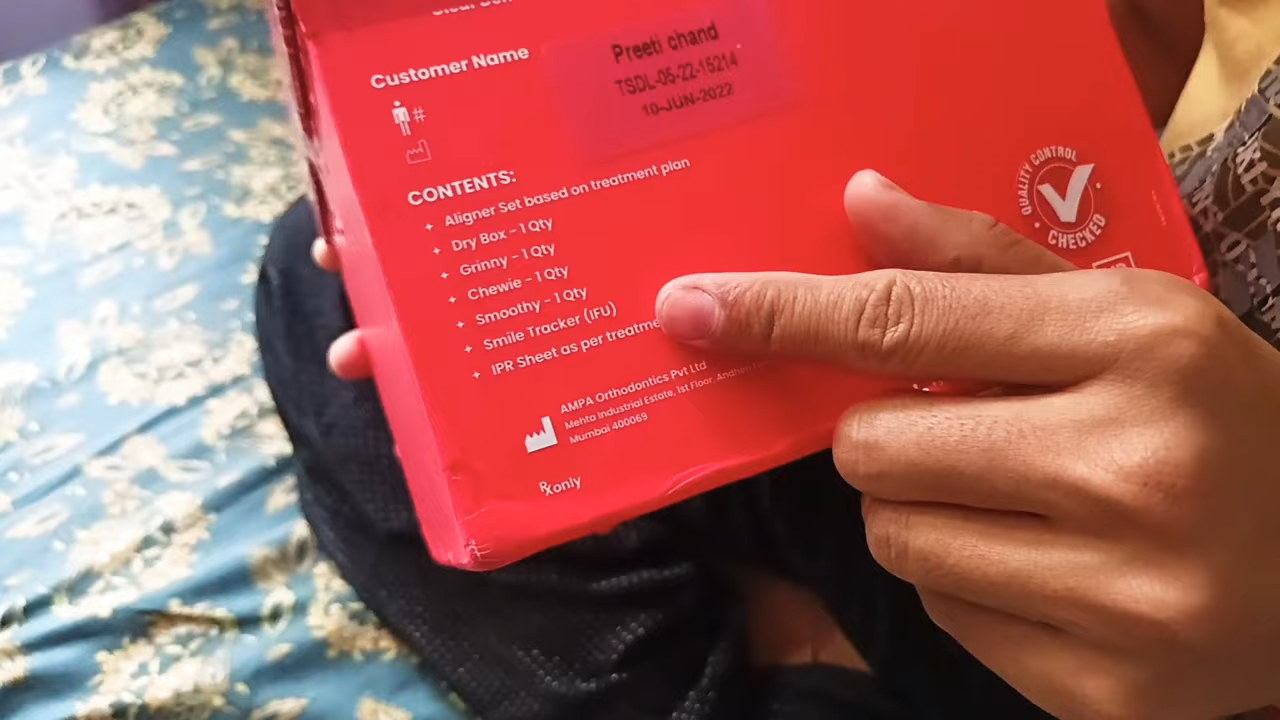 Customer Name
Preeti chand
TSDL-05-22-15214
10-JUN-2022
#
CONTENTS:
Aligner Set based on treatment plan
Dry Box - 1 Qty
Grinny - 1 Qty
Chewie - 1 Qty
Smoothy - 1 Qty
Smile Tracker (IFU)
IPR Sheet as per treatme
AMPA Orthodontics Pvt Ltd
Mehta Industrial Estate, 1st Floor, Andheri
Mumbai 400069
Rx only
QUALITY CONTROL
CHECKED